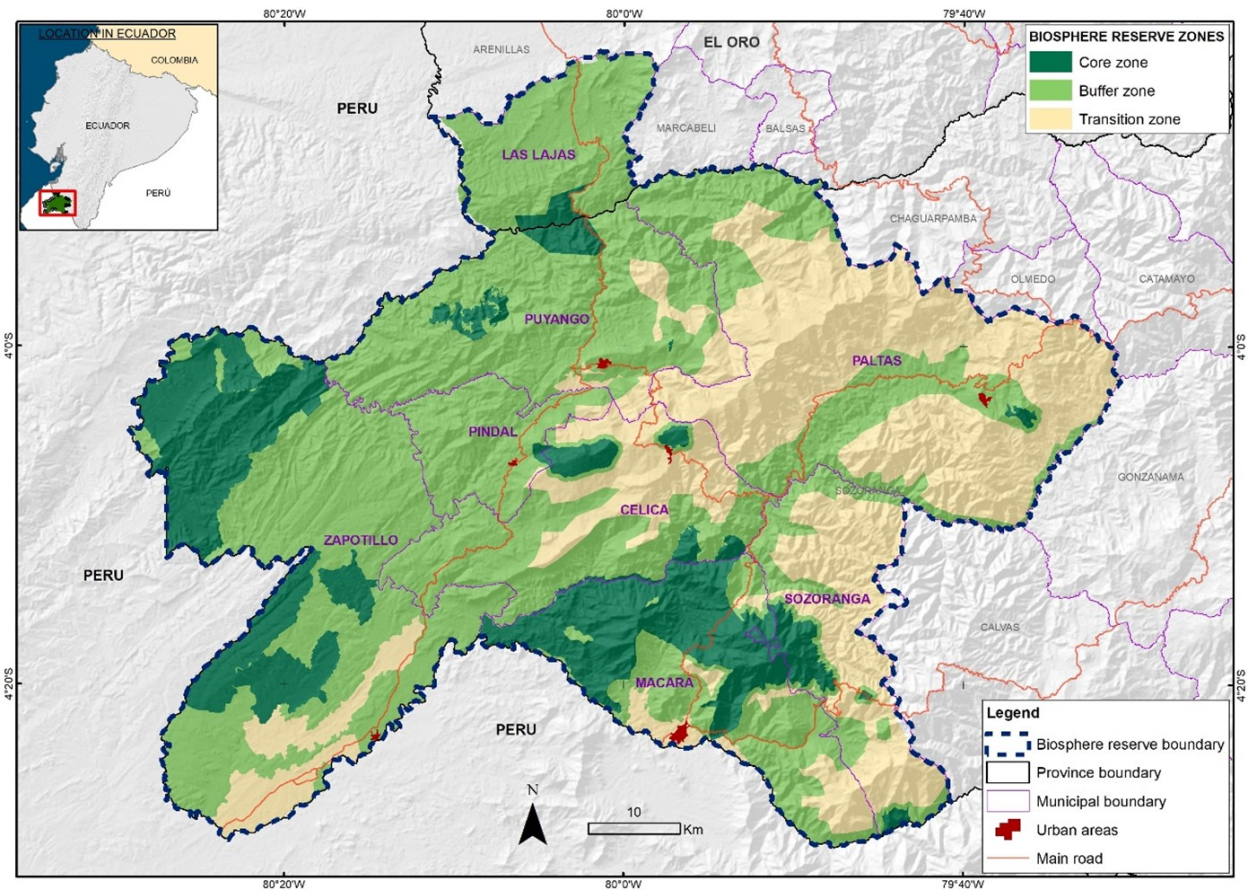 80°20'W
80°0'W
79°40'W
LOCATION IN ECUADOR
COLOMBIA
ECUADOR
PERÚ
BIOSPHERE RESERVE ZONES
Core zone
Buffer zone
Transition zone
ARENILLAS
EL ORO
PERU
MARCABELI
BALSAS
LAS LAJAS
CHAGUARPAMBA
OLMEDO
CATAMAYO
PUYANGO
4°0'S
4°0'S
PALTAS
PINDAL
GONZANAMA
SOZORANGA
CELICA
ZAPOTILLO
PERU
SOZORANGA
CALVAS
4°20'S
4°20'S
MACARA
PERU
N
10
Km
Legend
Biosphere reserve boundary
Province boundary
Municipal boundary
Urban areas
Main road
80°20'W
80°0'W
79°40'W